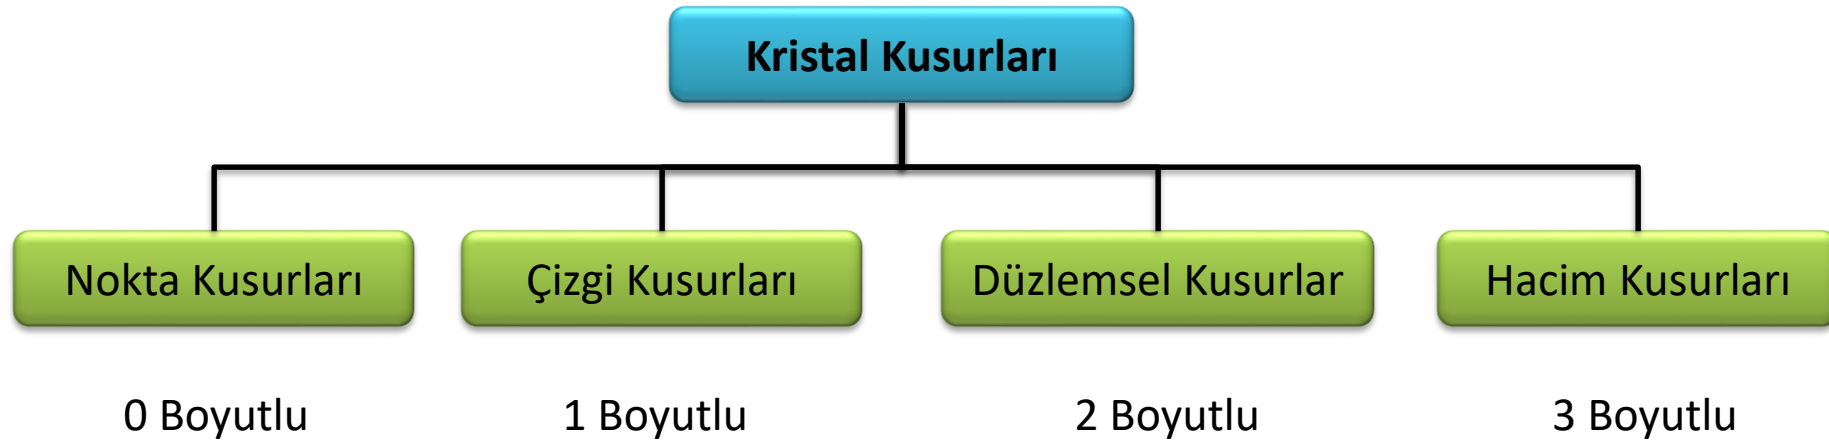 Kristal Kusurları
Nokta Kusurları
Çizgi Kusurları
Düzlemsel Kusurlar
Hacim Kusurları
0 Boyutlu
1 Boyutlu
2 Boyutlu
3 Boyutlu